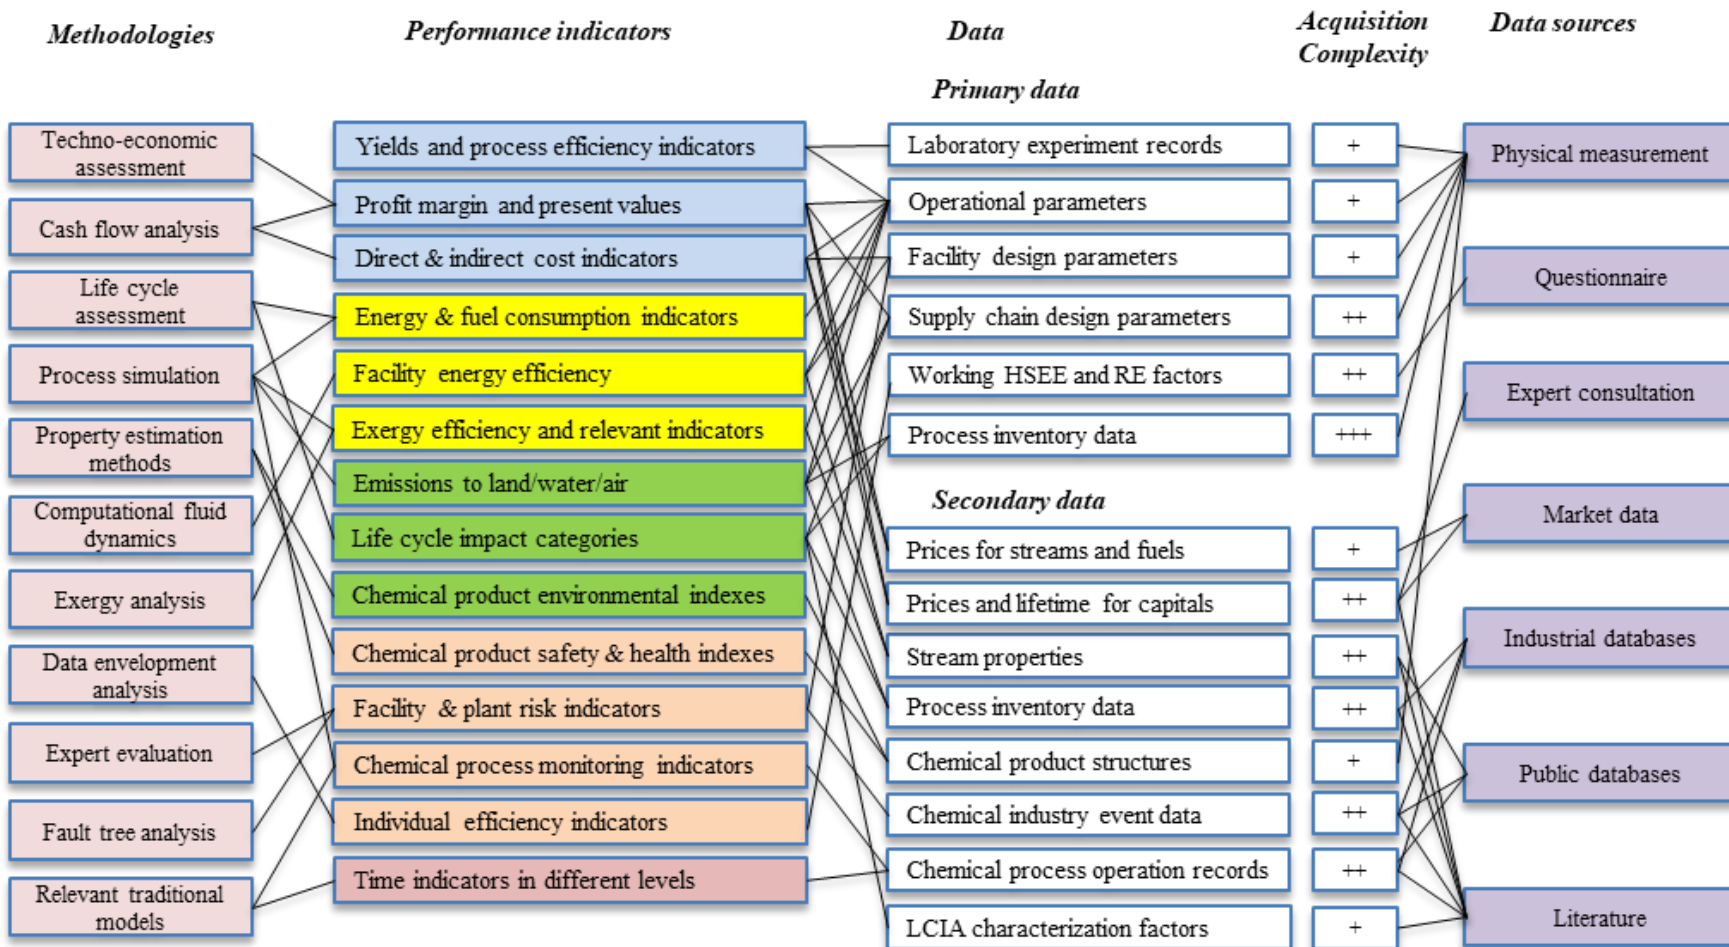 Methodologies
Performance indicators
Data
Acquisition
Complexity
Data sources
Primary data
Techno-economic
assessment
Cash flow analysis
Life cycle
assessment
Process simulation
Property estimation
methods
Computational fluid
dynamics
Exergy analysis
Data envelopment
analysis
Expert evaluation
Fault tree analysis
Relevant traditional
models
Yields and process efficiency indicators
Profit margin and present values
Direct & indirect cost indicators
Energy & fuel consumption indicators
Facility energy efficiency
Exergy efficiency and relevant indicators
Emissions to land/water/air
Life cycle impact categories
Chemical product environmental indexes
Chemical product safety & health indexes
Facility & plant risk indicators
Chemical process monitoring indicators
Individual efficiency indicators
Time indicators in different levels
Laboratory experiment records
+
Operational parameters
+
Facility design parameters
+
Supply chain design parameters
++
Working HSEE and RE factors
++
Process inventory data
+++
Secondary data
Prices for streams and fuels
+
Prices and lifetime for capitals
++
Stream properties
++
Process inventory data
++
Chemical product structures
+
Chemical industry event data
++
Chemical process operation records
++
LCIA characterization factors
+
Physical measurement
Questionnaire
Expert consultation
Market data
Industrial databases
Public databases
Literature